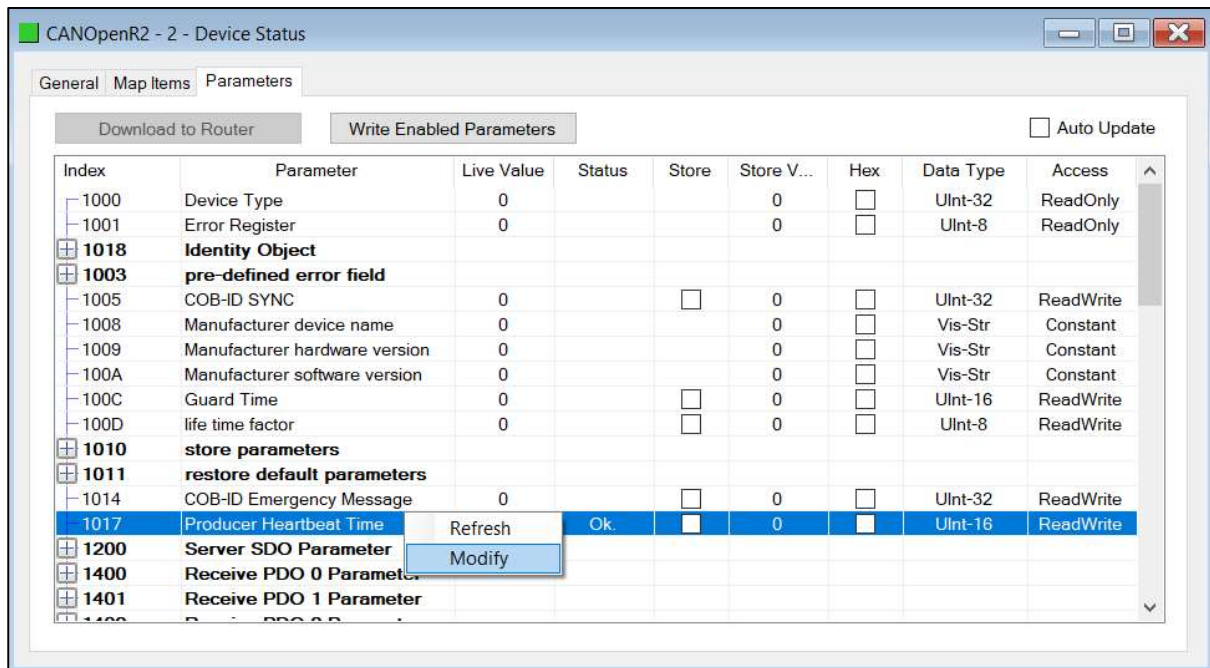 CANOpenR2 - 2 - Device Status
General Map Items Parameters
Download to Router Write Enabled Parameters Auto Update
Index Parameter Live Value Status Store Store V... Hex Data Type Access
1000 Device Type 0 0 UInt-32 ReadOnly
1001 Error Register 0 0 UInt-8 ReadOnly
1018 Identity Object
1003 pre-defined error field
1005 COB-ID SYNC 0 0 UInt-32 ReadWrite
1008 Manufacturer device name 0 0 Vis-Str Constant
1009 Manufacturer hardware version 0 0 Vis-Str Constant
100A Manufacturer software version 0 0 Vis-Str Constant
100C Guard Time 0 0 UInt-16 ReadWrite
100D life time factor 0 0 UInt-8 ReadWrite
1010 store parameters
1011 restore default parameters
1014 COB-ID Emergency Message 0 0 UInt-32 ReadWrite
1017 Producer Heartbeat Time Refresh Ok. 0 UInt-16 ReadWrite
1200 Server SDO Parameter Modify
1400 Receive PDO 0 Paramet
1401 Receive PDO 1 Parameter